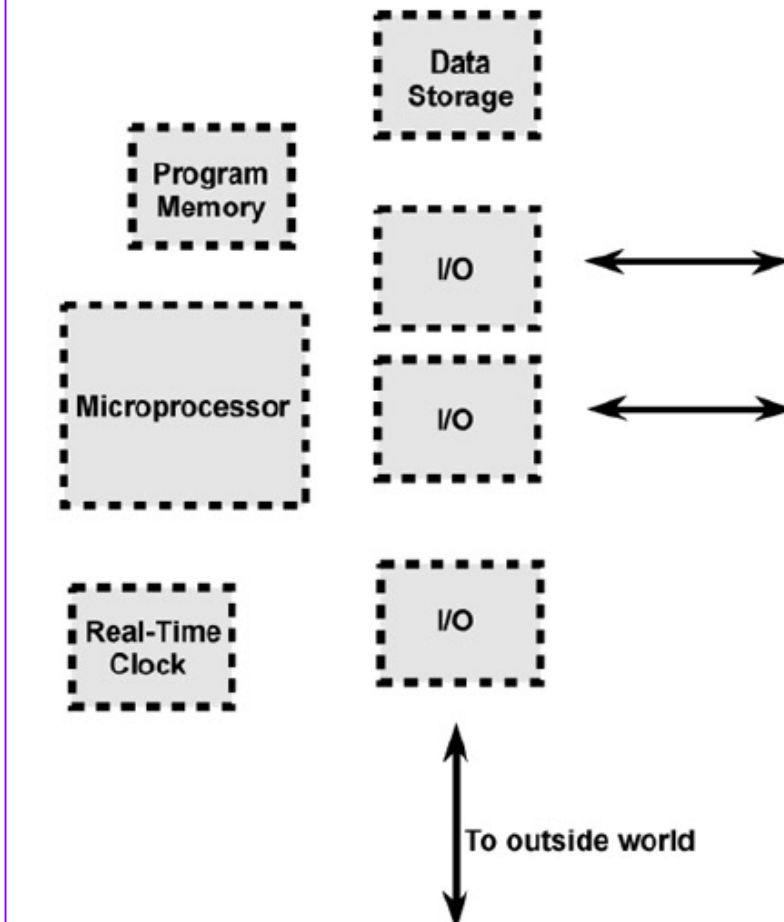 Data
Storage
Program
Memory
I/O
Microprocessor
I/O
Real-Time
Clock
I/O
To outside world